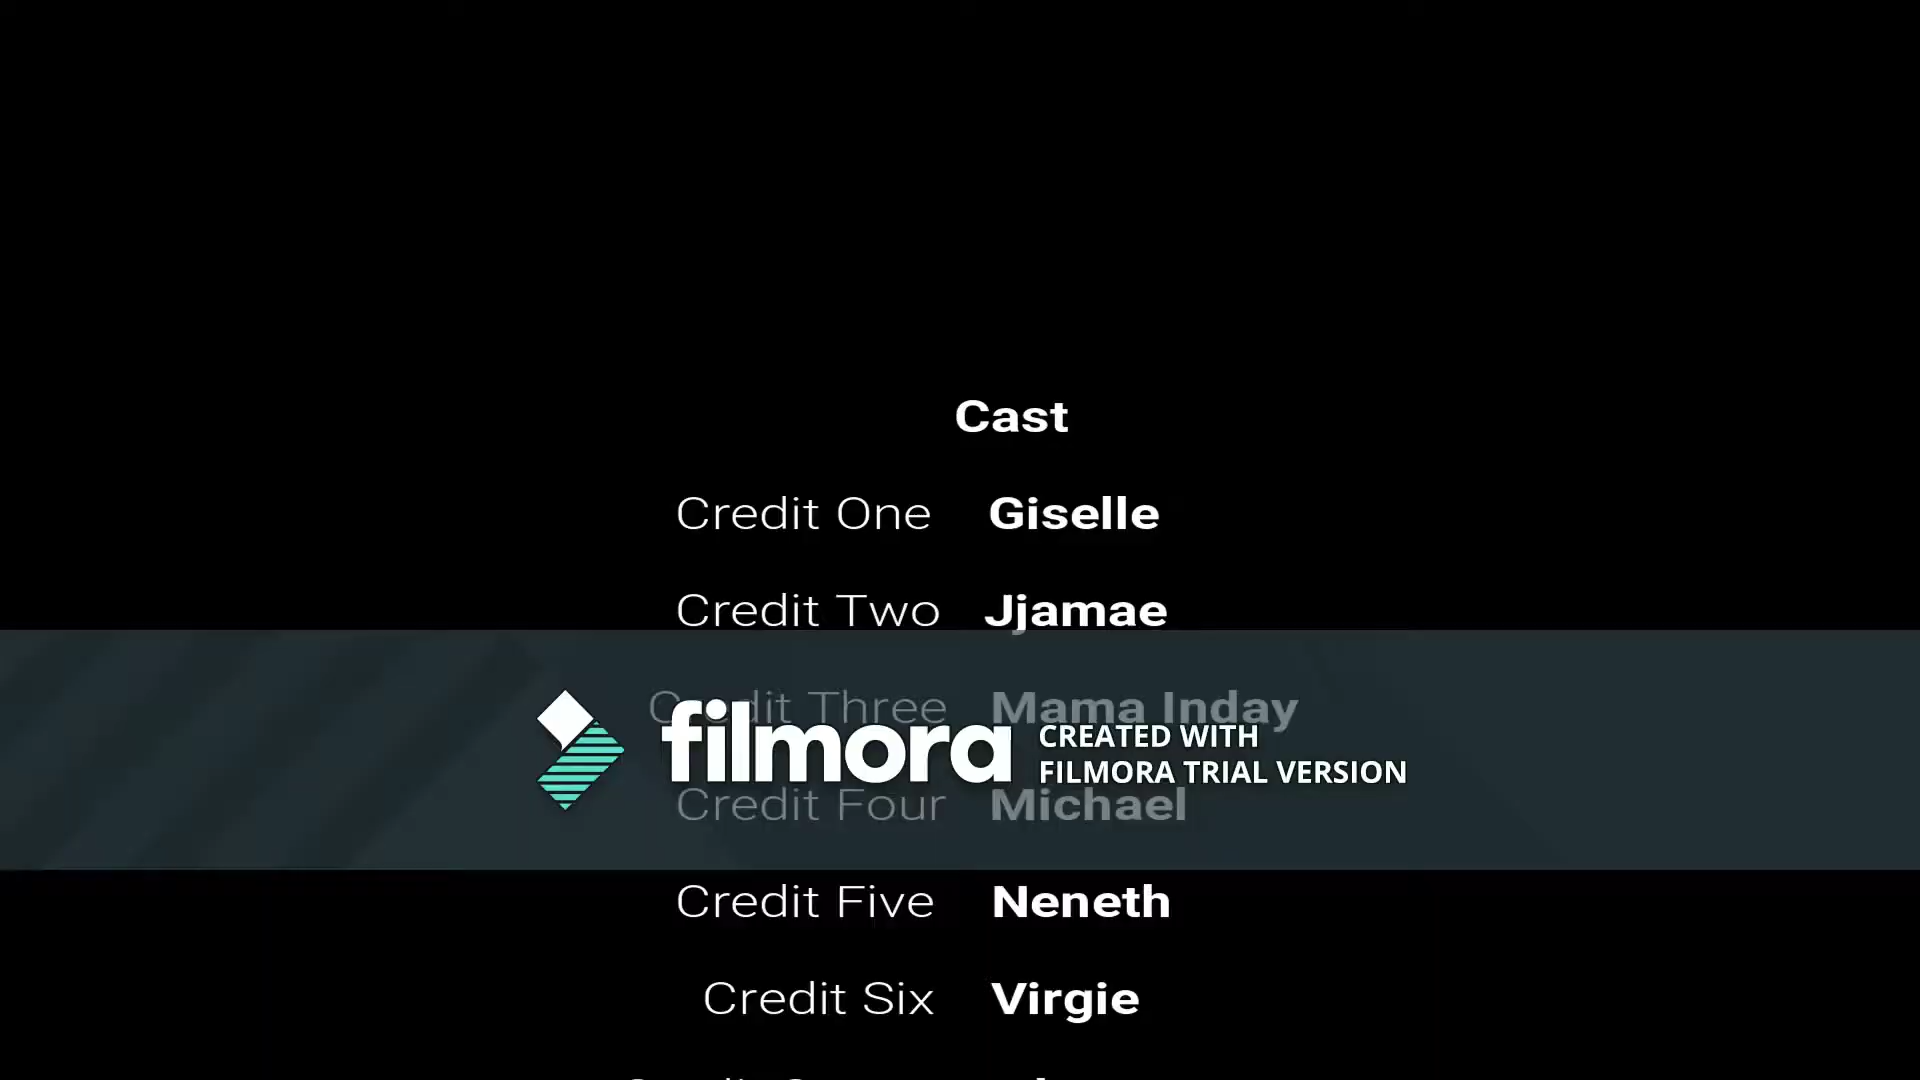 Cast
Credit One Giselle
Credit Two Jjamae
Credit Three Mama Inday
filmora CREATED WITH
FILMORA TRIAL VERSION
Credit Four Michael
Credit Five Neneth
Credit Six Virgie